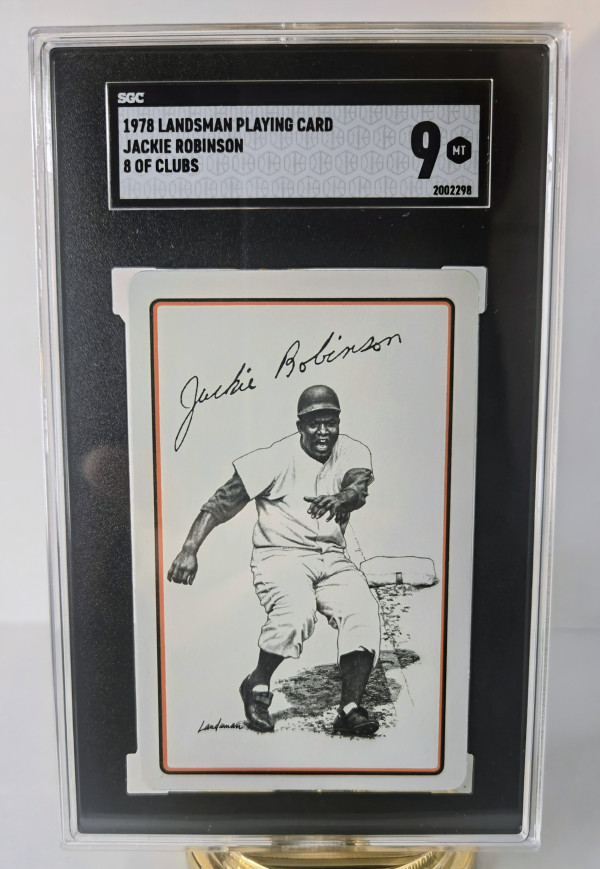 SGC
1978 LANDSMAN PLAYING CARD
JACKIE ROBINSON
8 OF CLUBS
9 MT
2002298
Jackie Robinson
Landsman